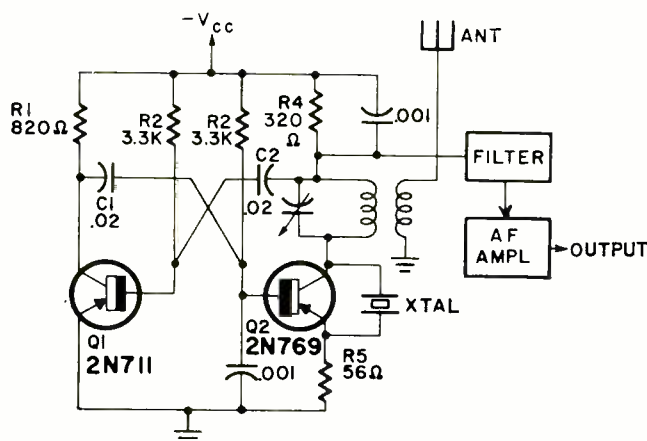 -VCC
ANT
R1
820Ω
R2
3.3K
R2
3.3K
R4
320
Ω
.001
C2
.02
C1
.02
FILTER
AF
AMPL
OUTPUT
XTAL
Q1
2N711
Q2
2N769
.001
R5
56Ω